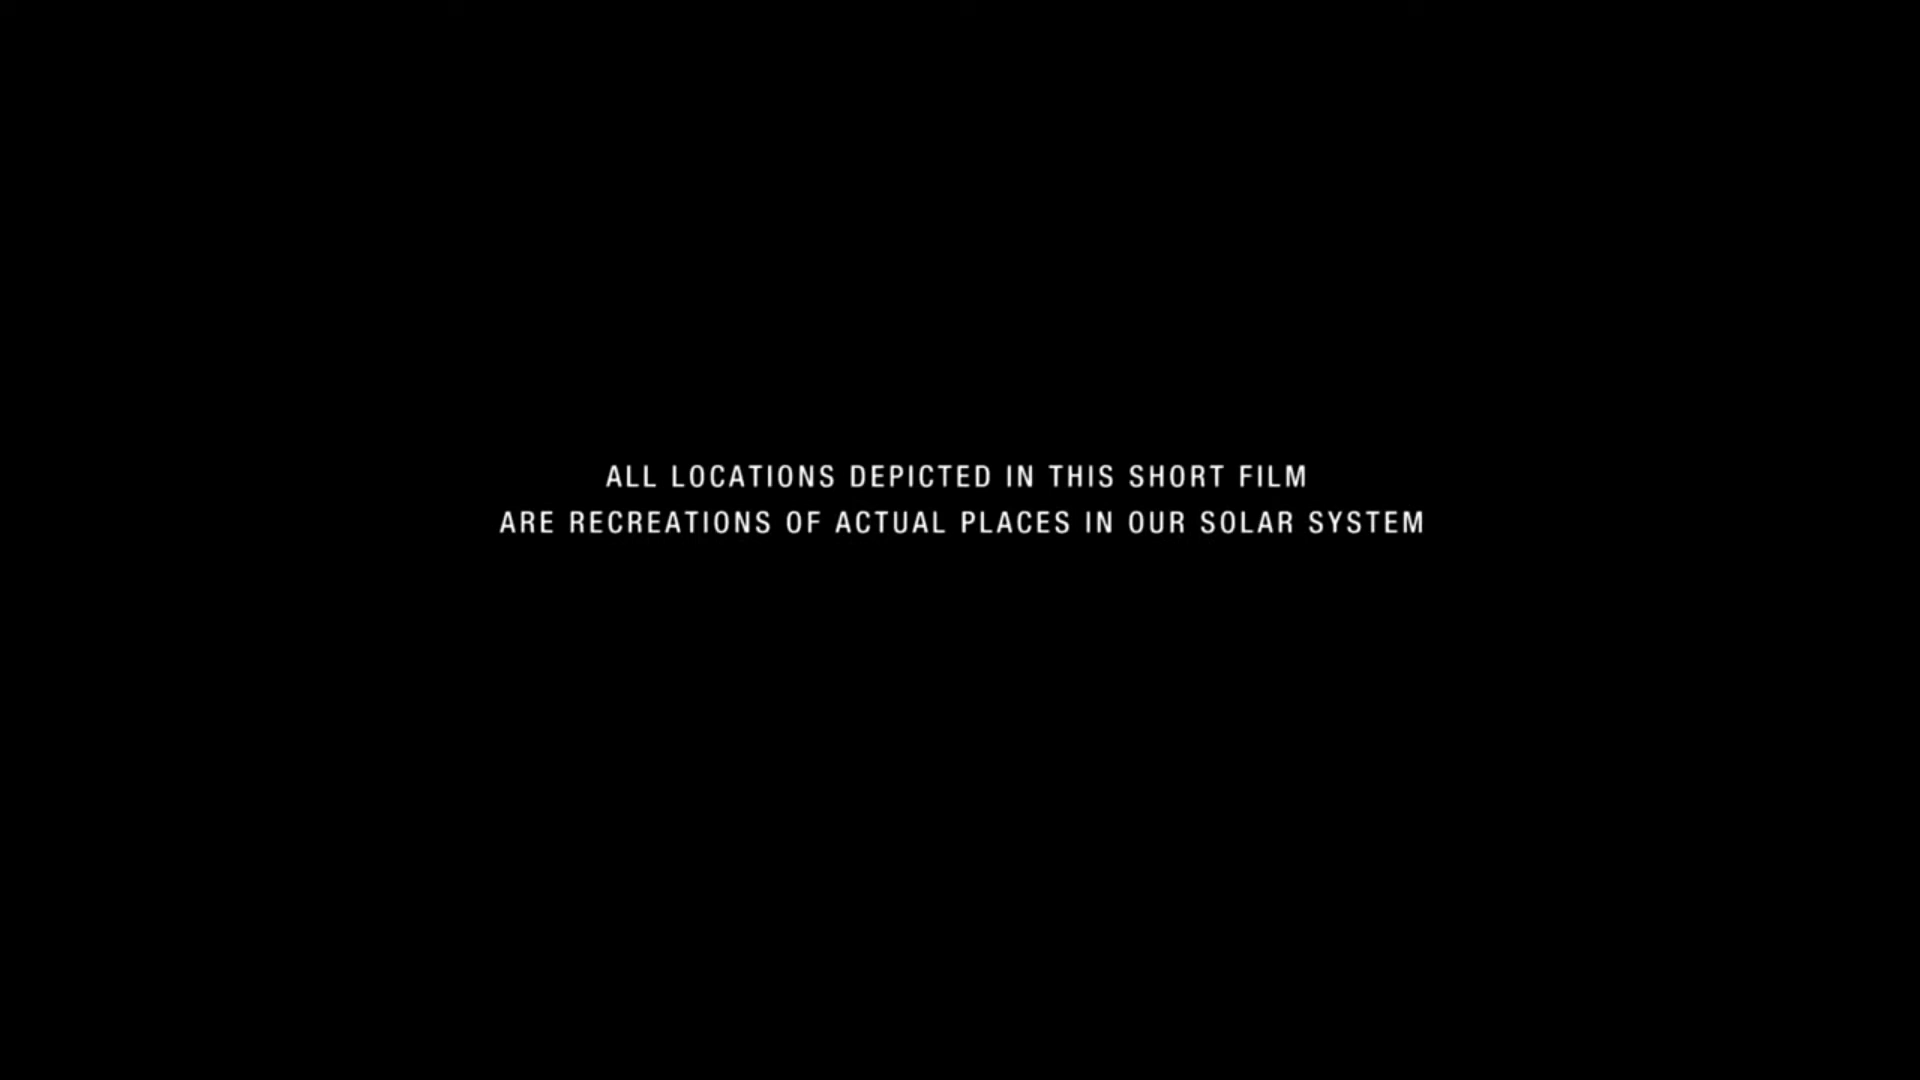 ALL LOCATIONS DEPICTED IN THIS SHORT FILM
ARE RECREATIONS OF ACTUAL PLACES IN OUR SOLAR SYSTEM